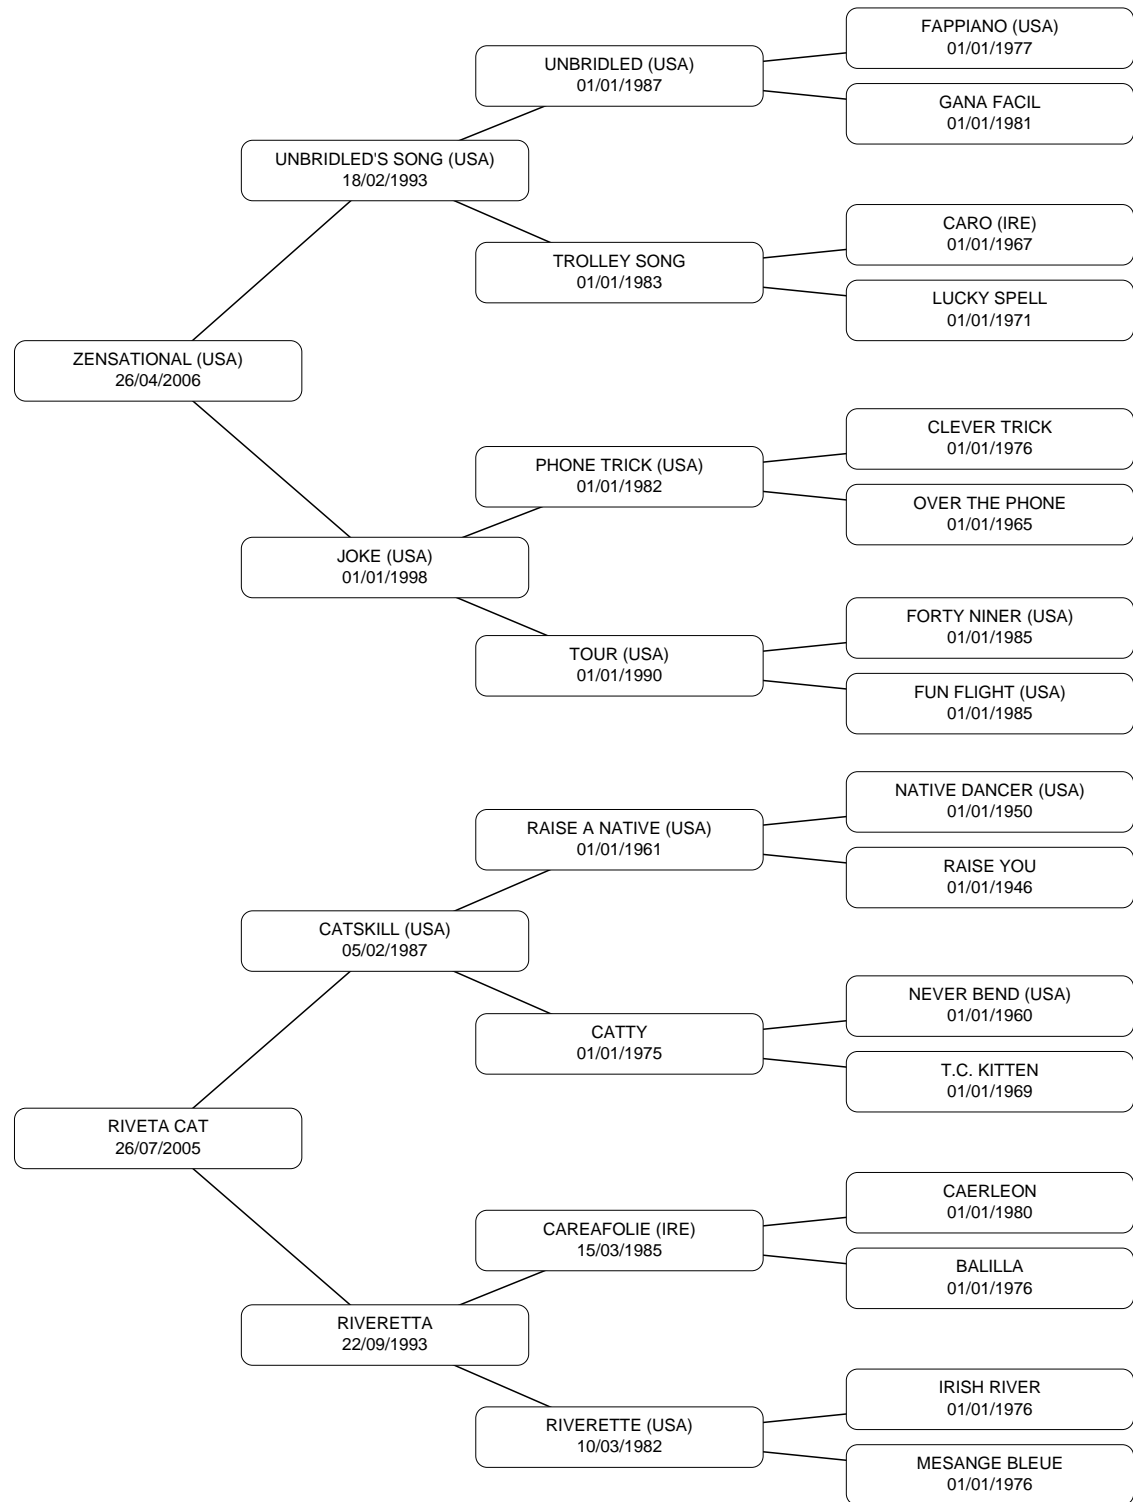 FAPPIANO (USA)
01/01/1977
UNBRIDLED (USA)
01/01/1987
GANA FACIL
01/01/1981
UNBRIDLED'S SONG (USA)
18/02/1993
CARO (IRE)
01/01/1967
TROLLEY SONG
01/01/1983
LUCKY SPELL
01/01/1971
ZENSATIONAL (USA)
26/04/2006
CLEVER TRICK
01/01/1976
PHONE TRICK (USA)
01/01/1982
OVER THE PHONE
01/01/1965
JOKE (USA)
01/01/1998
FORTY NINER (USA)
01/01/1985
TOUR (USA)
01/01/1990
FUN FLIGHT (USA)
01/01/1985
NATIVE DANCER (USA)
01/01/1950
RAISE A NATIVE (USA)
01/01/1961
RAISE YOU
01/01/1946
CATSKILL (USA)
05/02/1987
NEVER BEND (USA)
01/01/1960
CATTY
01/01/1975
T.C. KITTEN
01/01/1969
RIVETA CAT
26/07/2005
CAERLEON
01/01/1980
CAREAFOLIE (IRE)
15/03/1985
BALILLA
01/01/1976
RIVERETTA
22/09/1993
IRISH RIVER
01/01/1976
RIVERETTE (USA)
10/03/1982
MESANGE BLEUE
01/01/1976